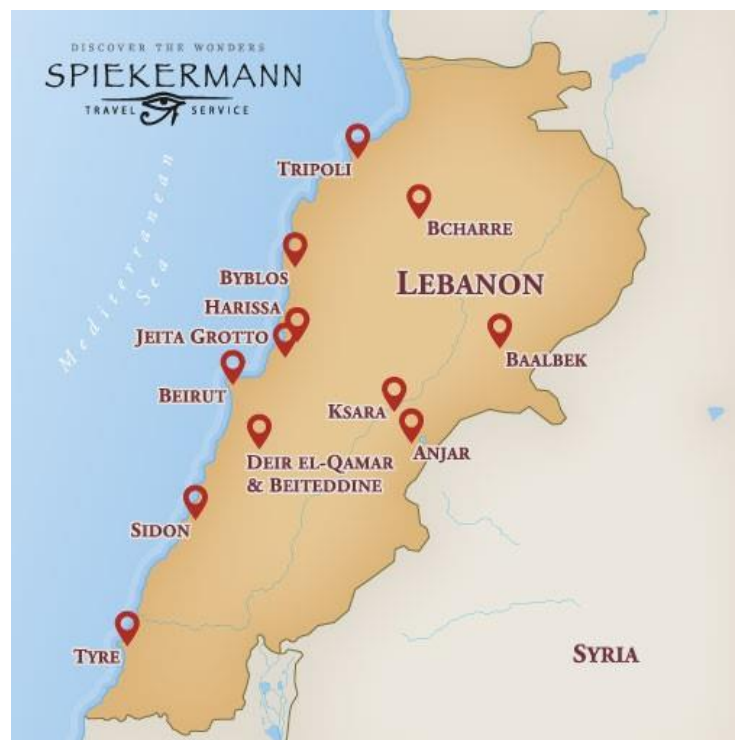 DISCOVER THE WONDERS
SPIEKERMANN
TRAVEL SERVICE
TRIPOLI
BCHARRE
Mediterranean
Sea
BYBLOS
LEBANON
HARISSA
JEITA GROTTO
BAALBEK
BEIRUT
KSARA
ANJAR
DEIR EL-QAMAR
& BEITEDDINE
SIDON
TYRE
SYRIA